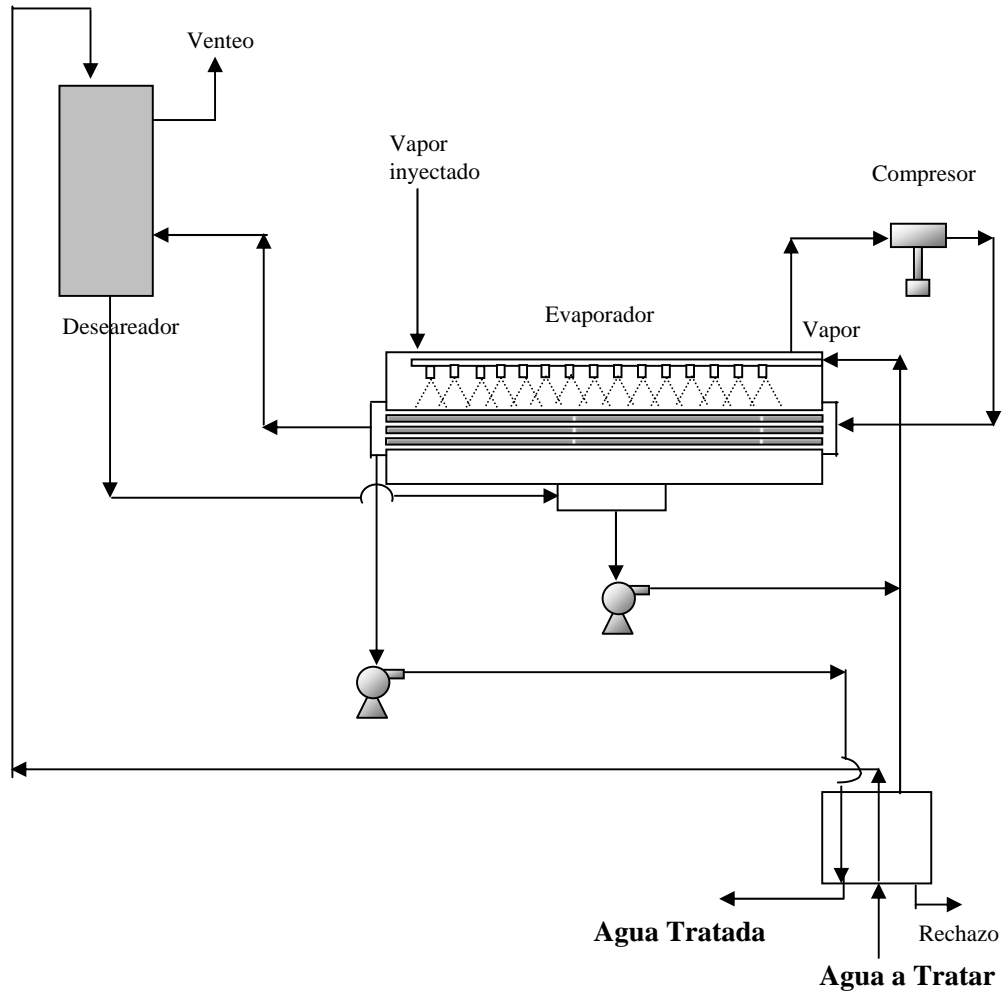 Venteo
Vapor
inyectado
Compresor
Deseareador
Evaporador
Vapor
Agua Tratada
Rechazo
Agua a Tratar